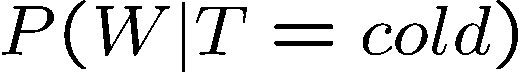 P(W|T = cold)